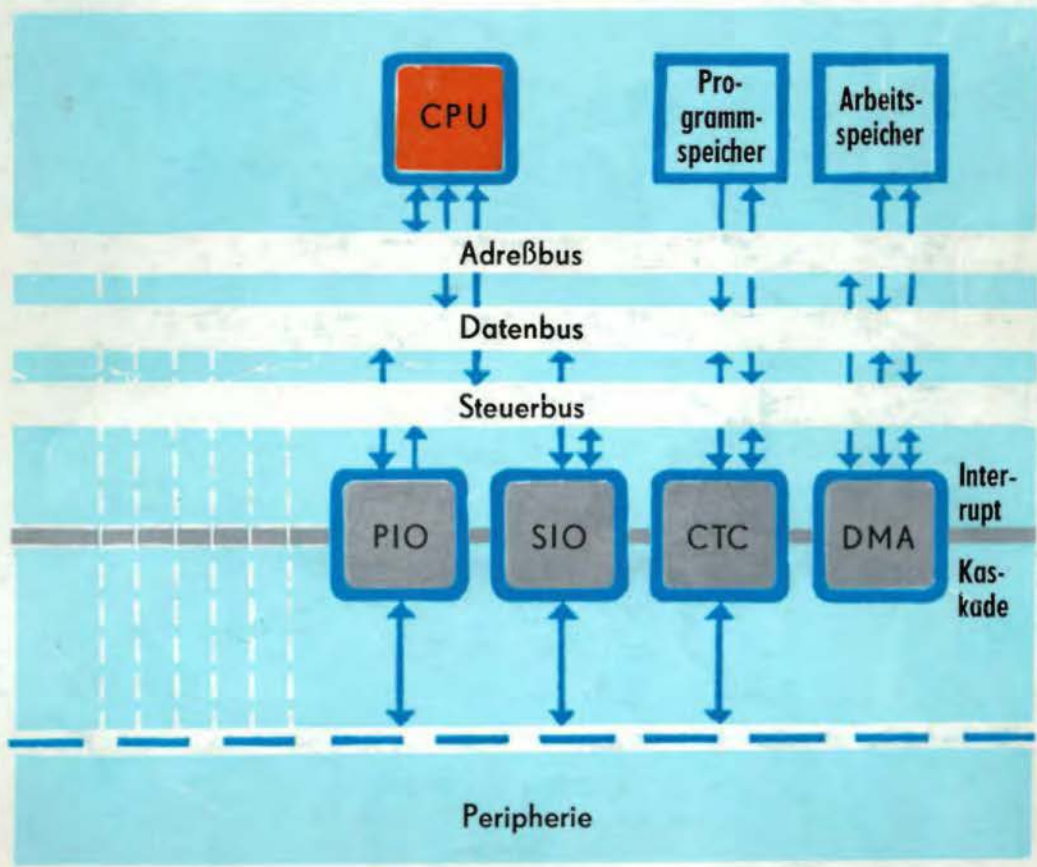 CPU
Pro-
gramm-
speicher
Arbeits-
speicher
Adreßbus
Datenbus
Steuerbus
PIO
SIO
CTC
DMA
Inter-
rupt
Kas-
kade
Peripherie